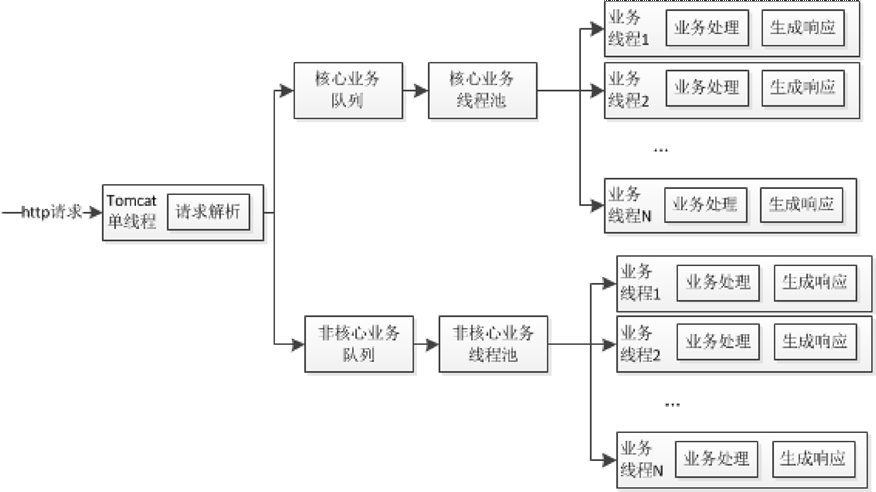 业务
线程1
业务处理
生成响应
核心业务
队列
核心业务
线程池
业务
线程2
业务处理
生成响应
...
http请求
Tomcat
单线程
请求解析
业务
线程N
业务处理
生成响应
业务
线程1
业务处理
生成响应
非核心业务
队列
非核心业务
线程池
业务
线程2
业务处理
生成响应
...
业务
线程N
业务处理
生成响应